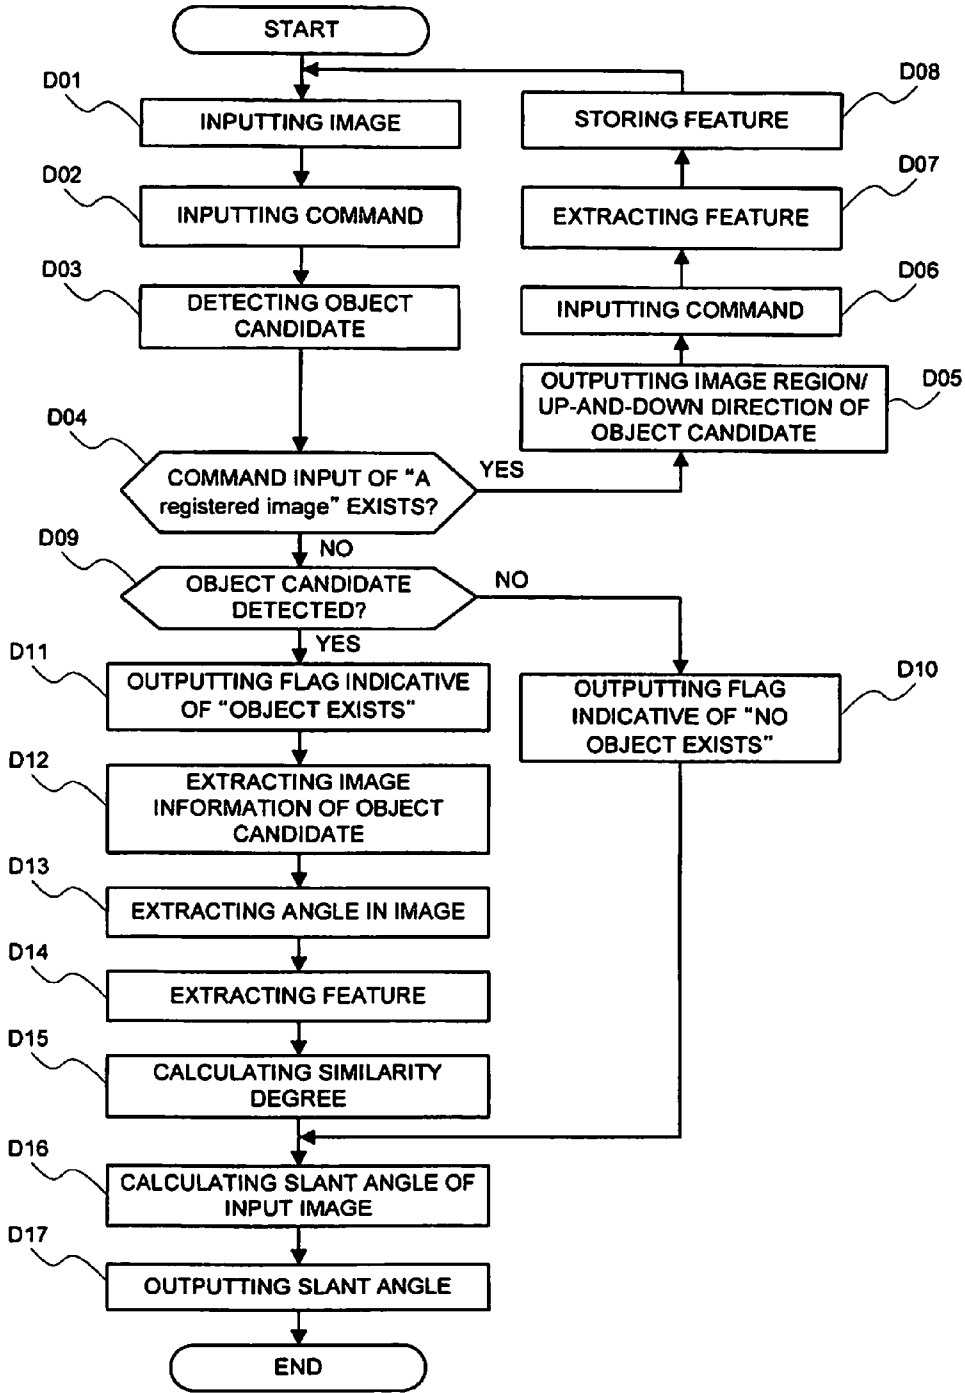 START
D01
INPUTTING IMAGE
D02
INPUTTING COMMAND
D03
DETECTING OBJECT
CANDIDATE
D04
COMMAND INPUT OF “A
registered image” EXISTS?
YES
NO
D05
OUTPUTTING IMAGE REGION/
UP-AND-DOWN DIRECTION OF
OBJECT CANDIDATE
D06
INPUTTING COMMAND
D07
EXTRACTING FEATURE
D08
STORING FEATURE
D09
OBJECT CANDIDATE
DETECTED?
NO
YES
D10
OUTPUTTING FLAG
INDICATIVE OF “NO
OBJECT EXISTS”
D11
OUTPUTTING FLAG INDICATIVE
OF “OBJECT EXISTS”
D12
EXTRACTING IMAGE
INFORMATION OF OBJECT
CANDIDATE
D13
EXTRACTING ANGLE IN IMAGE
D14
EXTRACTING FEATURE
D15
CALCULATING SIMILARITY
DEGREE
D16
CALCULATING SLANT ANGLE OF
INPUT IMAGE
D17
OUTPUTTING SLANT ANGLE
END